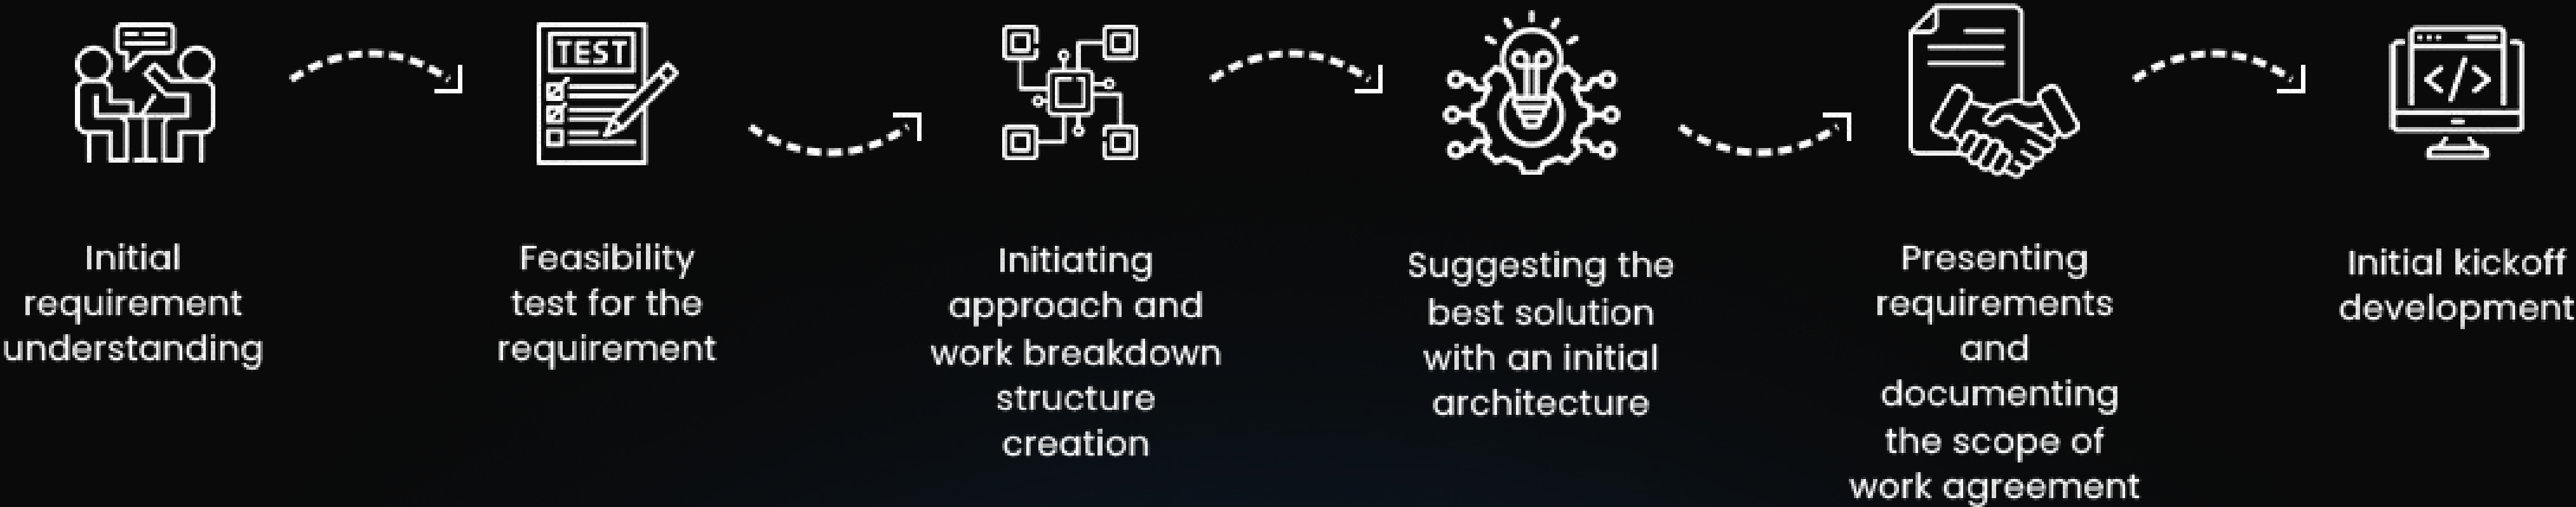 TEST
Initial
requirement
understanding
Feasibility
test for the
requirement
Initiating
approach and
work breakdown
structure
creation
Suggesting the
best solution
with an initial
architecture
</>
Presenting
requirements
and
documenting
the scope of
work agreement
Initial kickoff
development